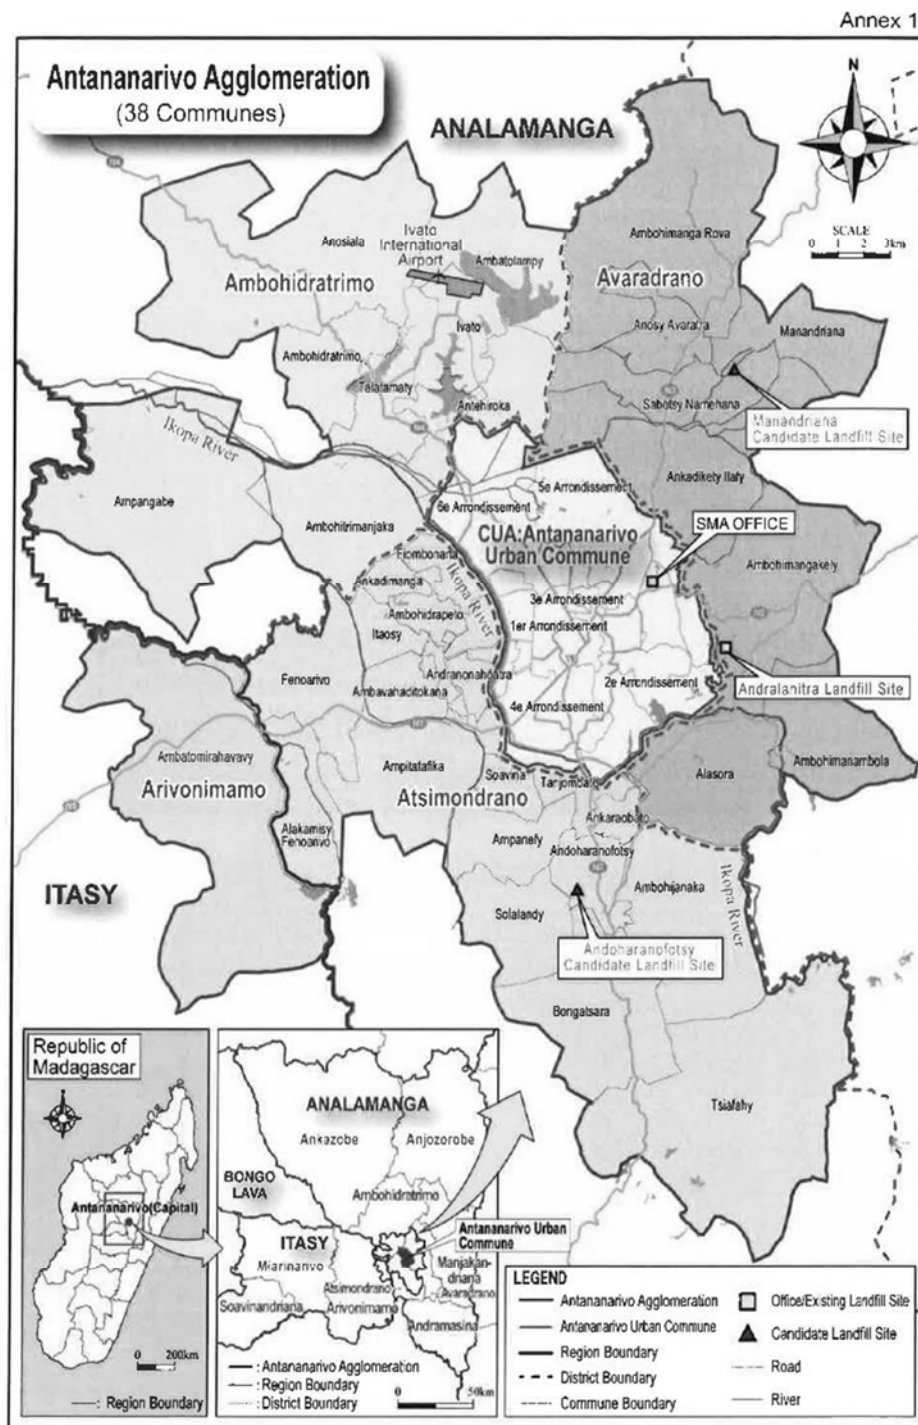 Annex 1
Antananarivo Agglomeration
(38 Communes)
ANALAMANGA
N
SCALE
0 1 2 3km
Anosiala
Ivato
International
Airport
Ambatolampy
Ambohidratrimo
Ambohimanga Rova
Avaradrano
Ivato
Anosy Avaratra
Manandriana
Ambohidratrimo
Talatamaty
Antehiroka
Sabotsy Namehana
Manandriana
Candidate Landfill Site
Ikopa River
Ampangabe
Ambohitrimanjaka
5e Arrondissement
6e Arrondissement
Ankadikely Ilafy
SMA OFFICE
CUA:Antananarivo
Urban Commune
Fiombonana
Ankadimanga
Ikopa River
Ambohimangakely
3e Arrondissement
Ambohidrapeto
Itaosy
1er Arrondissement
Fenoarivo
Andranonahoatra
Ambavahaditokana
2e Arrondissement
4e Arrondissement
Andralanitra Landfill Site
Ambatomirahavavy
Arivonimamo
Ampitatafika
Atsimondrano
Soavina
Tanjombato
Alasora
Ambohimanambola
Alakamisy
Fenoarivo
Ampanefy
Ankaraobato
Andoharanofotsy
Ambohijanaka
Ikopa River
ITASY
Solalandy
Andoharanofotsy
Candidate Landfill Site
Bongatsara
Tsiafahy
Republic of
Madagascar
Antananarivo(Capital)
0 200km
: Region Boundary
ANALAMANGA
Ankazobe
Anjozorobe
BONGO
LAVA
Ambohidratrimo
Antananarivo Urban
Commune
ITASY
Miarinarivo
Atsimondrano
Manjakan-
driana
Avaradrano
Soavinandriana
Arivonimamo
Andramasina
: Antananarivo Agglomeration
: Region Boundary
: District Boundary
0 50km
LEGEND
Antananarivo Agglomeration
Antananarivo Urban Commune
Region Boundary
District Boundary
Commune Boundary
Office/Existing Landfill Site
Candidate Landfill Site
Road
River